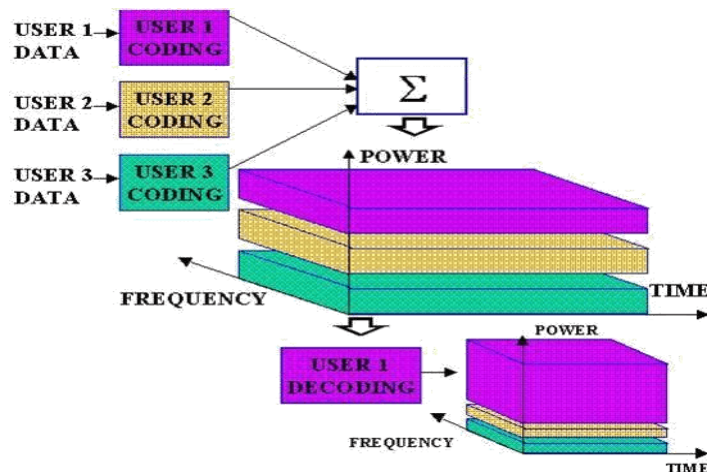 USER 1
DATA
USER 1
CODING
USER 2
DATA
USER 2
CODING
USER 3
DATA
USER 3
CODING
Σ
POWER
FREQUENCY
TIME
USER 1
DECODING
POWER
FREQUENCY
TIME